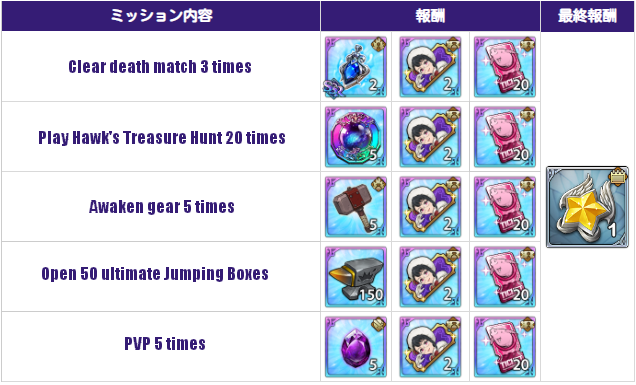 ミッション内容 報酬 最終報酬
Clear death match 3 times 2 2 20
Play Hawk's Treasure Hunt 20 times 5 2 20
Awaken gear 5 times 5 2 20
1
Open 50 ultimate Jumping Boxes 150 2 20
PVP 5 times 5 2 20